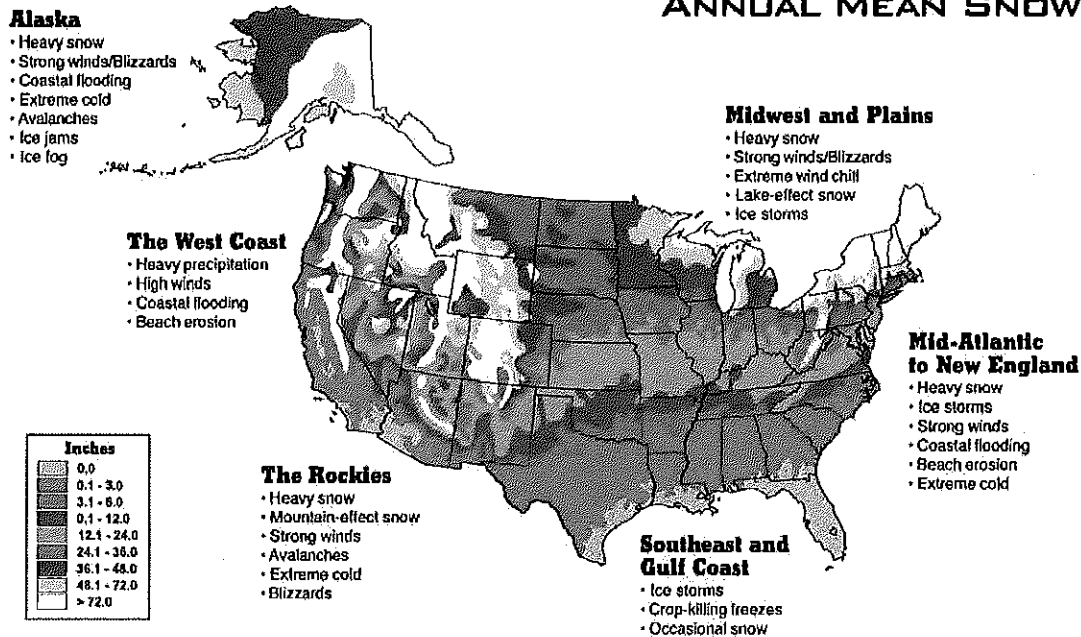 ANNUAL MEAN SNOW
Alaska
• Heavy snow
• Strong winds/Blizzards
• Coastal flooding
• Extreme cold
• Avalanches
• Ice jams
• Ice fog
Midwest and Plains
• Heavy snow
• Strong winds/Blizzards
• Extreme wind chill
• Lake-effect snow
• Ice storms
The West Coast
• Heavy precipitation
• High winds
• Coastal flooding
• Beach erosion
Mid-Atlantic
to New England
• Heavy snow
• Ice storms
• Strong winds
• Coastal flooding
• Beach erosion
• Extreme cold
Inches
0.0
0.1 - 3.0
3.1 - 6.0
0.1 - 12.0
12.1 - 24.0
24.1 - 36.0
36.1 - 48.0
48.1 - 72.0
> 72.0
The Rockies
• Heavy snow
• Mountain-effect snow
• Strong winds
• Avalanches
• Extreme cold
• Blizzards
Southeast and
Gulf Coast
• Ice storms
• Crop-killing freezes
• Occasional snow